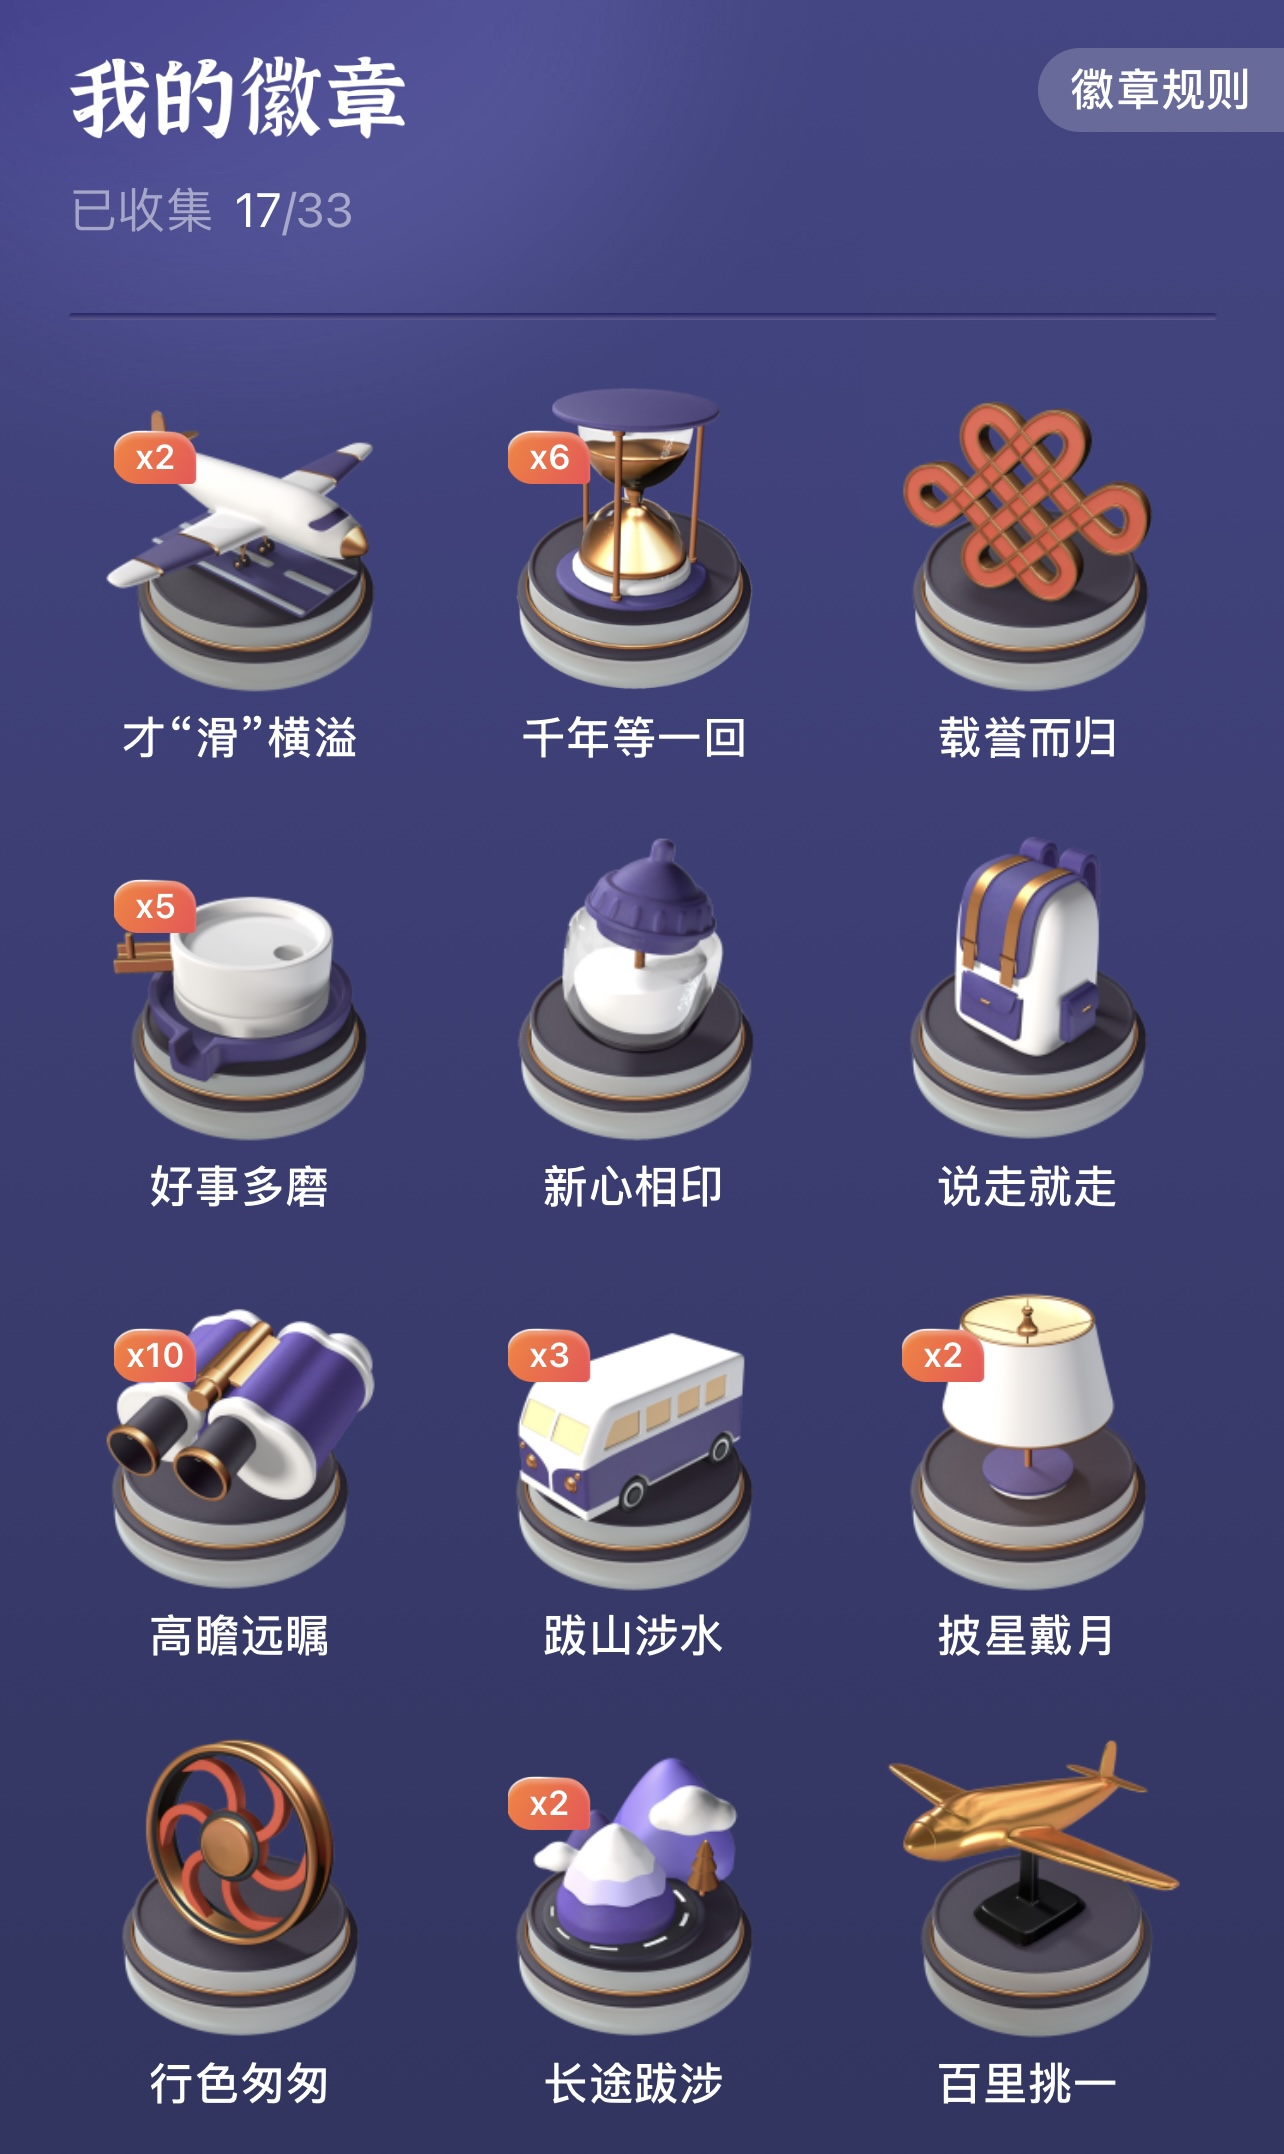 我的徽章
徽章规则
已收集 17/33
x2
x6
才“滑”横溢
千年等一回
载誉而归
x5
好事多磨
新心相印
说走就走
x10
x3
x2
高瞻远瞩
跋山涉水
披星戴月
x2
行色匆匆
长途跋涉
百里挑一